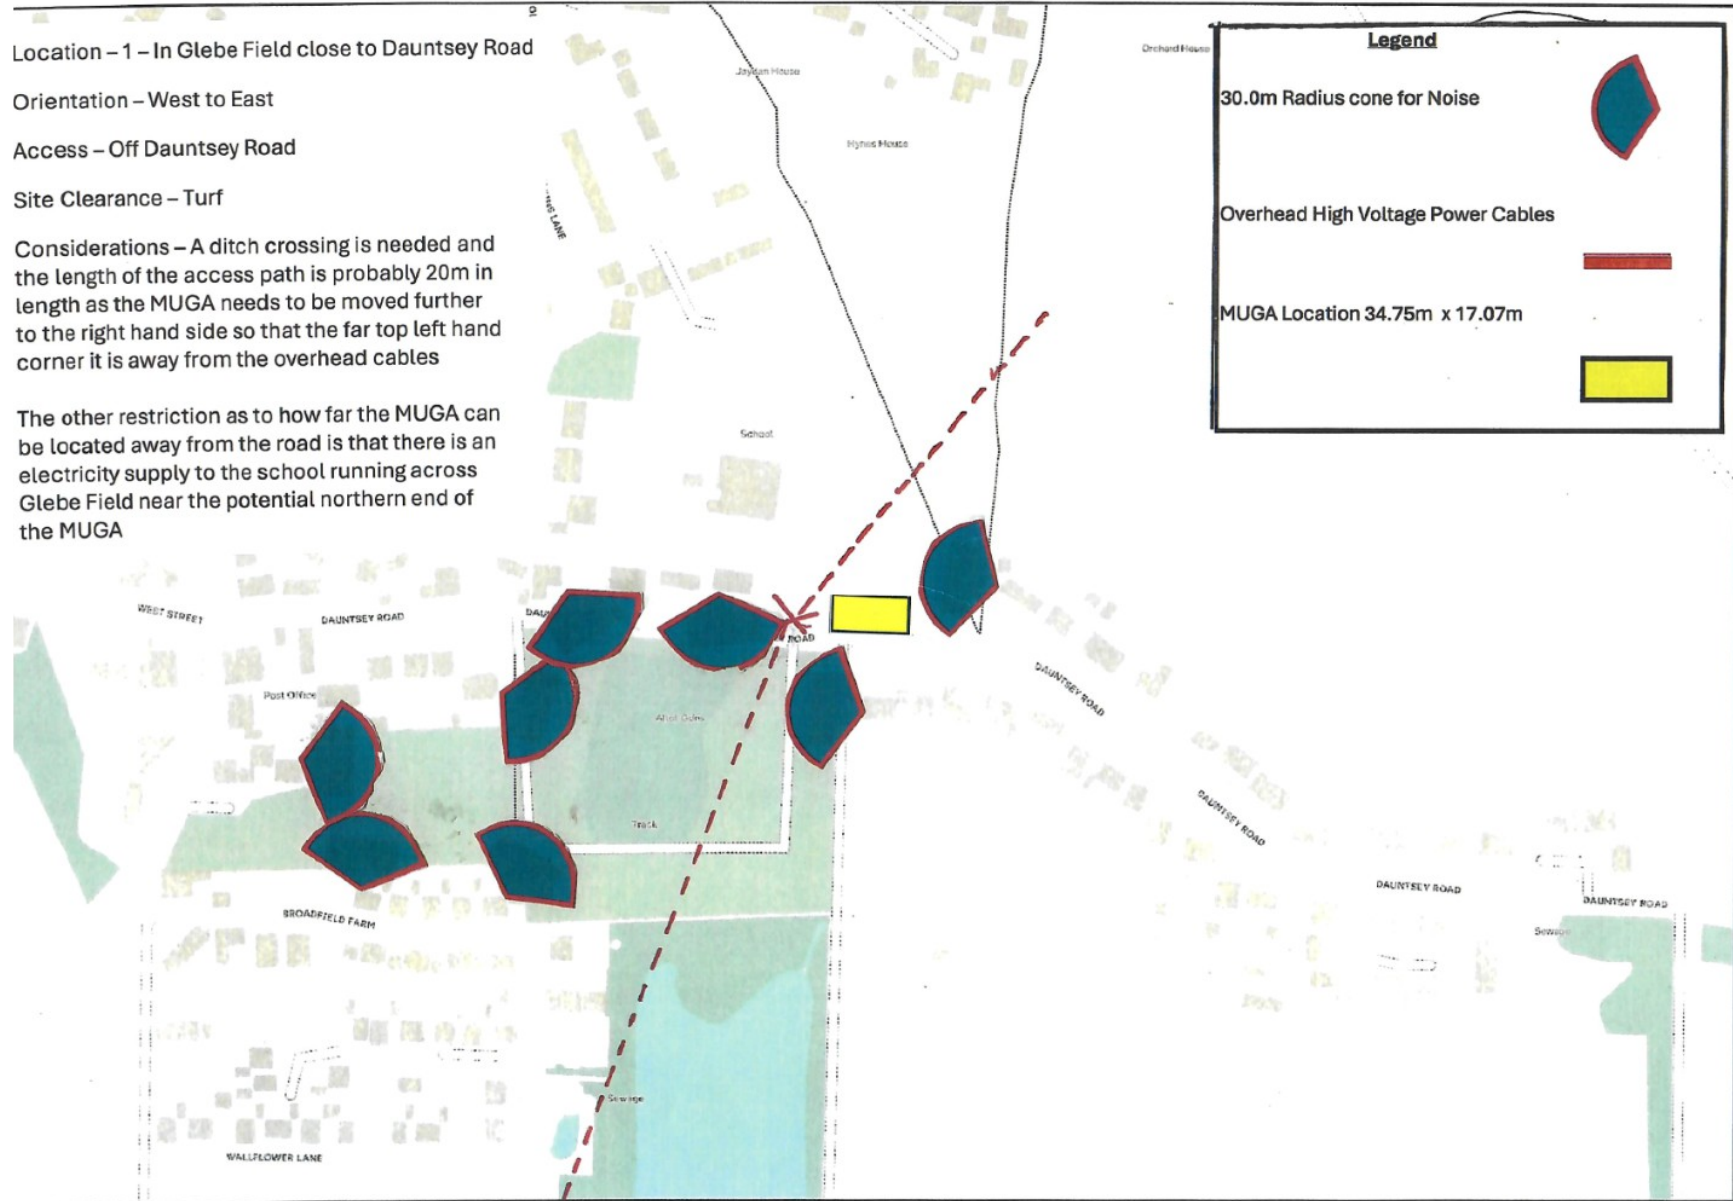 Location – 1 – In Glebe Field close to Dauntsey Road
Orientation – West to East
Access – Off Dauntsey Road
Site Clearance – Turf
Considerations – A ditch crossing is needed and
the length of the access path is probably 20m in
length as the MUGA needs to be moved further
to the right hand side so that the far top left hand
corner it is away from the overhead cables
The other restriction as to how far the MUGA can
be located away from the road is that there is an
electricity supply to the school running across
Glebe Field near the potential northern end of
the MUGA
Legend
30.0m Radius cone for Noise
Overhead High Voltage Power Cables
MUGA Location 34.75m x 17.07m
Orchard House
Jaydan House
Hynes House
LANE
School
WEST STREET
DAUNTSEY ROAD
ROAD
Post Office
DAUNTSEY ROAD
Track
DAUNTSEY ROAD
BROADFIELD FARM
DAUNTSEY ROAD
DAUNTSEY ROAD
Sewage
Sewage
WALLFLOWER LANE